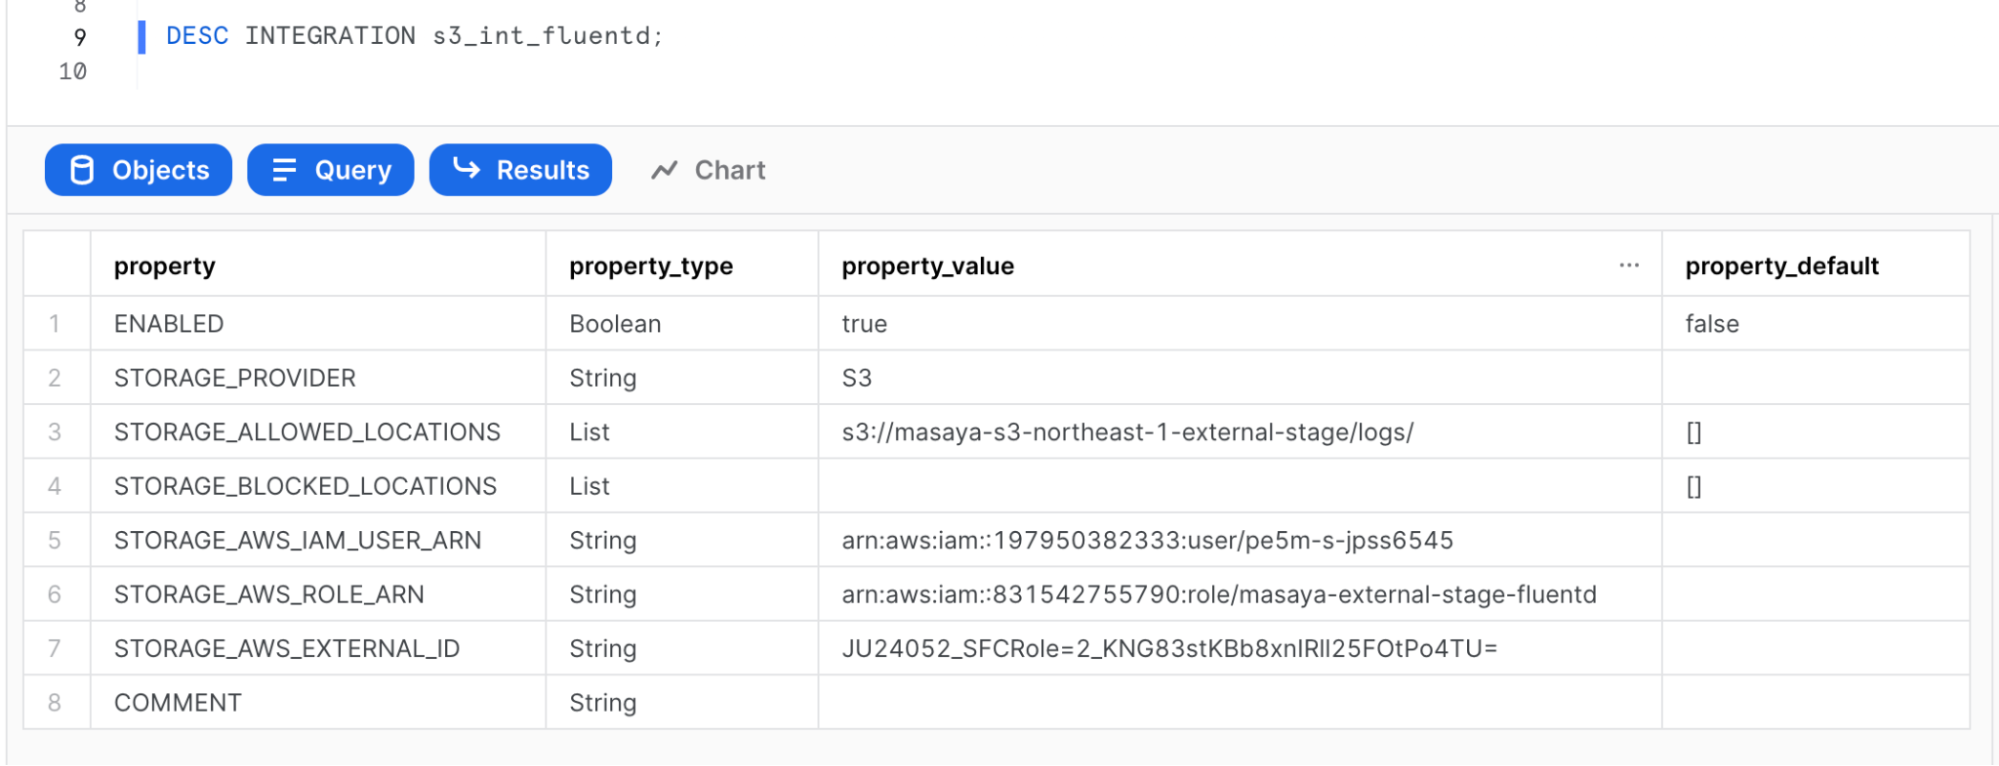 8
9 DESC INTEGRATION s3_int_fluentd;
10
Objects Query Results Chart
property property_type property_value ... property_default
1 ENABLED Boolean true false
2 STORAGE_PROVIDER String S3
3 STORAGE_ALLOWED_LOCATIONS List s3://masaya-s3-northeast-1-external-stage/logs/ []
4 STORAGE_BLOCKED_LOCATIONS List []
5 STORAGE_AWS_IAM_USER_ARN String arn:aws:iam::197950382333:user/pe5m-s-jpss6545
6 STORAGE_AWS_ROLE_ARN String arn:aws:iam::831542755790:role/masaya-external-stage-fluentd
7 STORAGE_AWS_EXTERNAL_ID String JU24052_SFCRole=2_KNG83stKBb8xnIRIl25FOtPo4TU=
8 COMMENT String